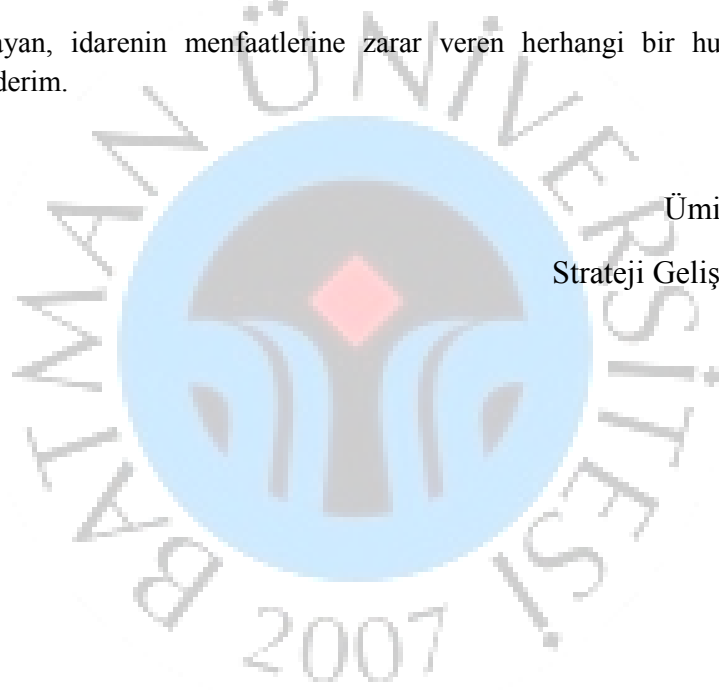 ayan, idarenin menfaatlerine zarar veren herhangi bir hu
derim.
Ümi
Strateji Geliş
BATMAN ÜNİVERSİTESİ
2007